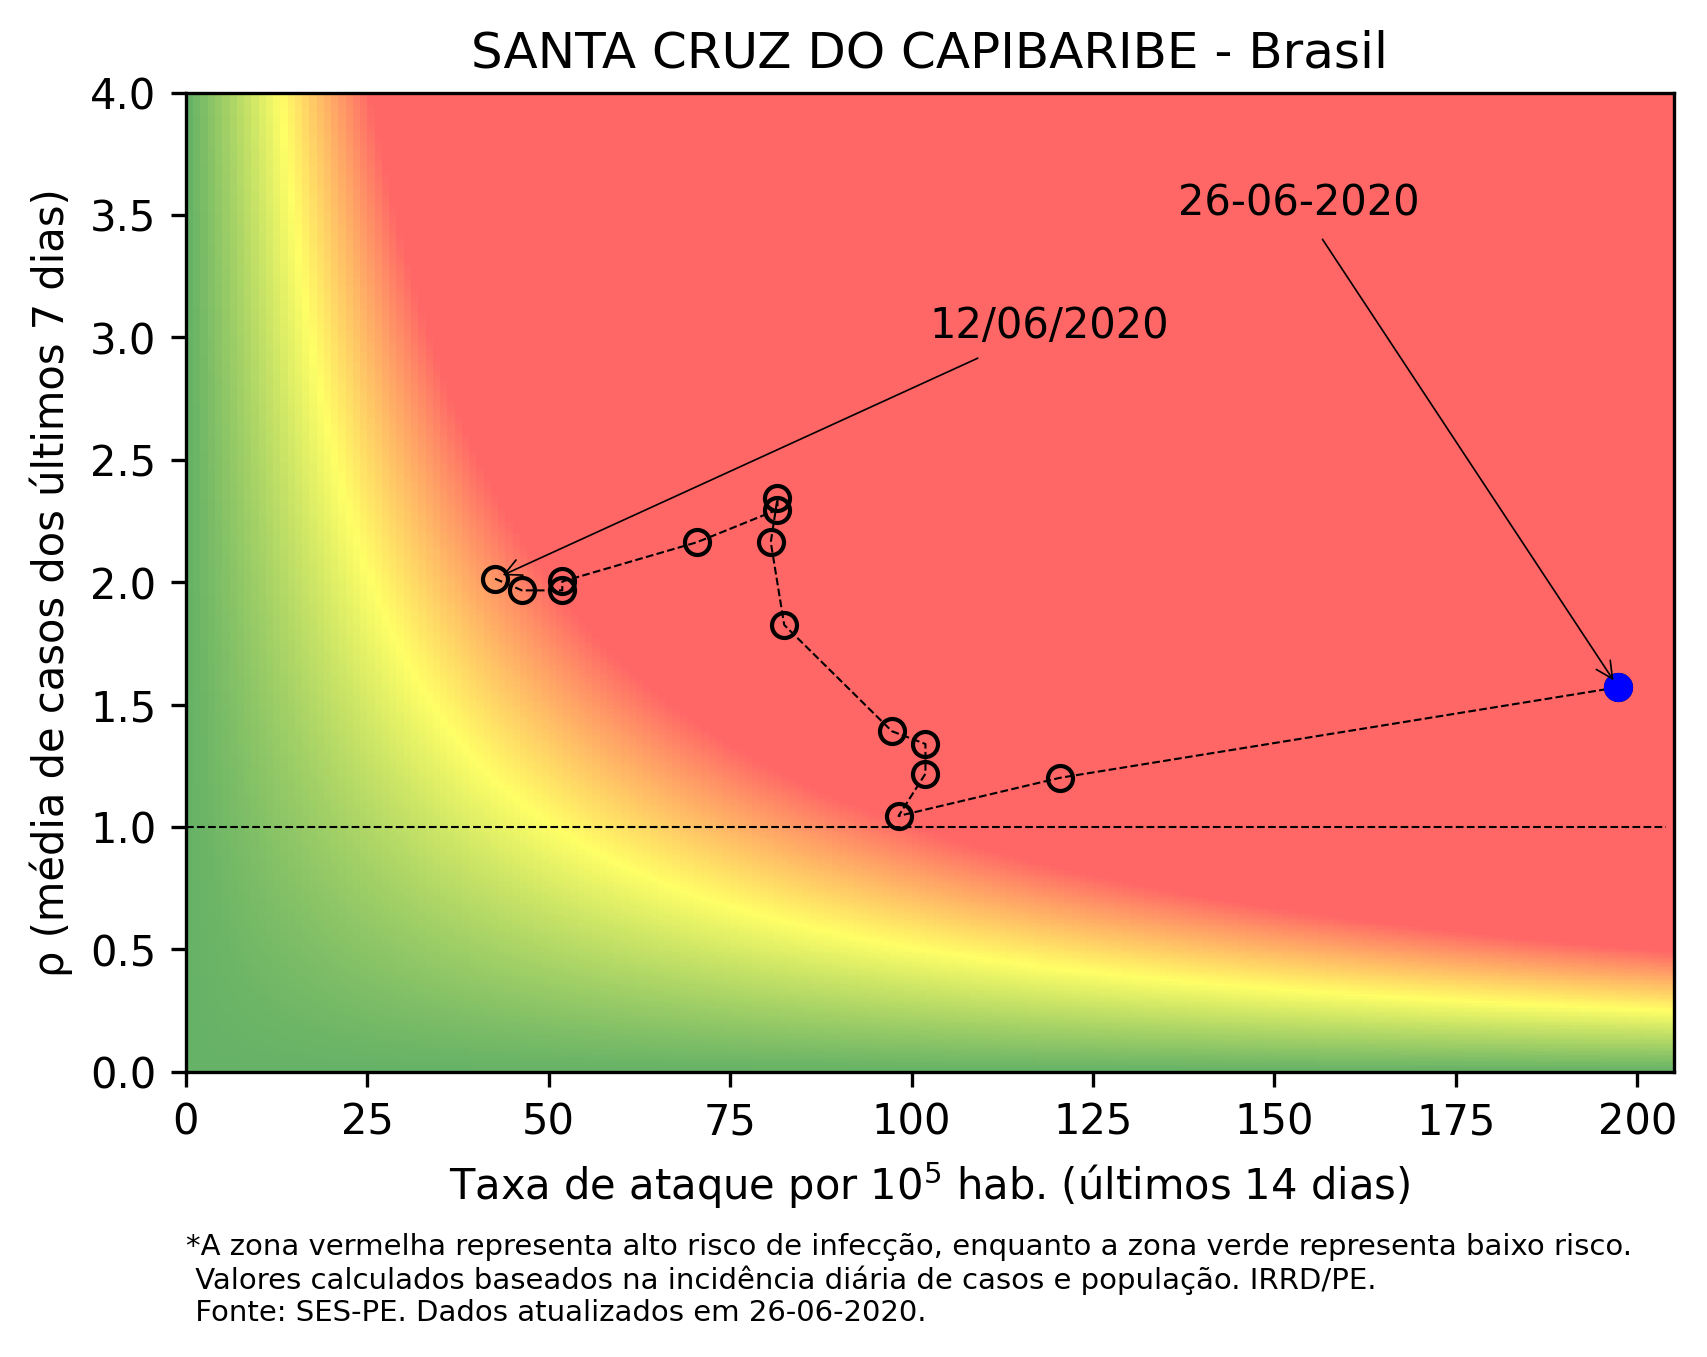 SANTA CRUZ DO CAPIBARIBE - Brasil
4.0
3.5
3.0
2.5
2.0
1.5
1.0
0.5
0.0
ρ (média de casos dos últimos 7 dias)
26-06-2020
12/06/2020
0 25 50 75 100 125 150 175 200
Taxa de ataque por 10⁵ hab. (últimos 14 dias)
*A zona vermelha representa alto risco de infecção, enquanto a zona verde representa baixo risco.
Valores calculados baseados na incidência diária de casos e população. IRRD/PE.
Fonte: SES-PE. Dados atualizados em 26-06-2020.